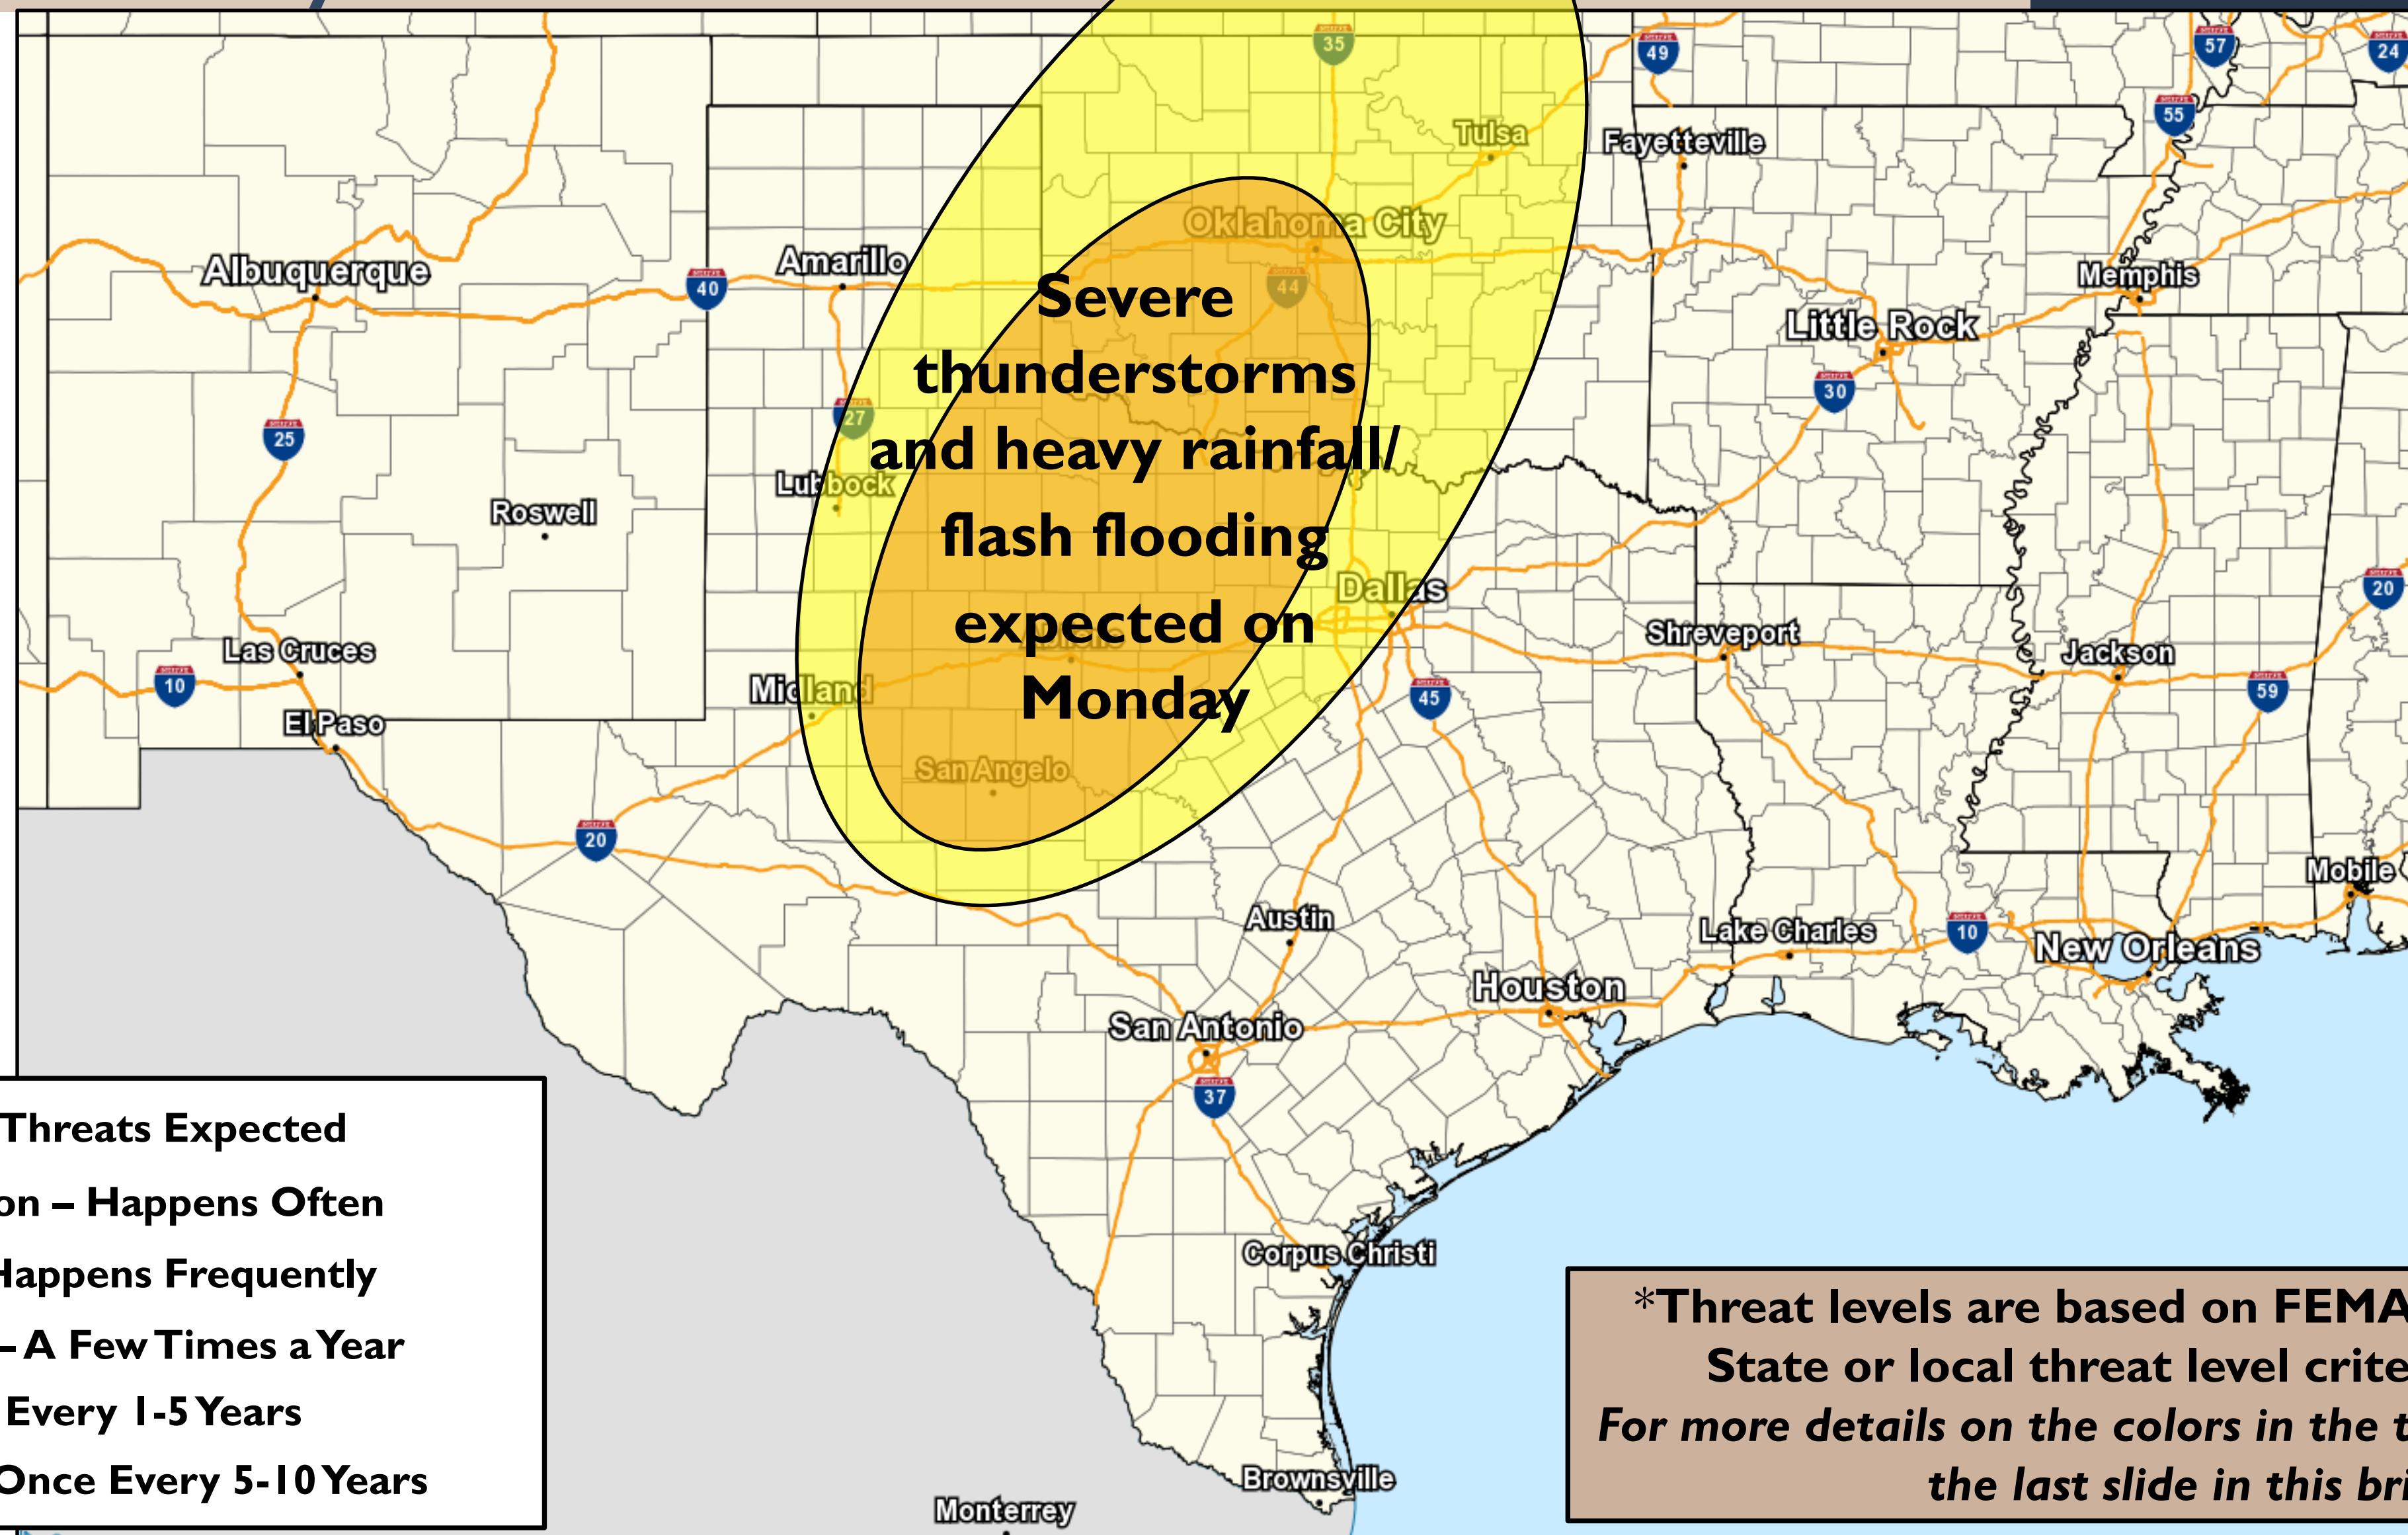 35
49
57
24
55
Tulsa
Fayetteville
Oklahoma City
Albuquerque
Amarillo
Memphis
40
44
Severe
thunderstorms
and heavy rainfall/
flash flooding
expected on
Monday
Little Rock
30
27
25
Lubbock
Roswell
Dallas
20
Abilene
Shreveport
Las Cruces
Jackson
10
Midland
45
59
El Paso
San Angelo
20
Mobile
Austin
Lake Charles
10
New Orleans
Houston
San Antonio
37
Threats Expected
on – Happens Often
Happens Frequently
– A Few Times a Year
Every 1-5 Years
Once Every 5-10 Years
Corpus Christi
Brownsville
Monterrey
*Threat levels are based on FEMA
State or local threat level crite
For more details on the colors in the t
the last slide in this bri